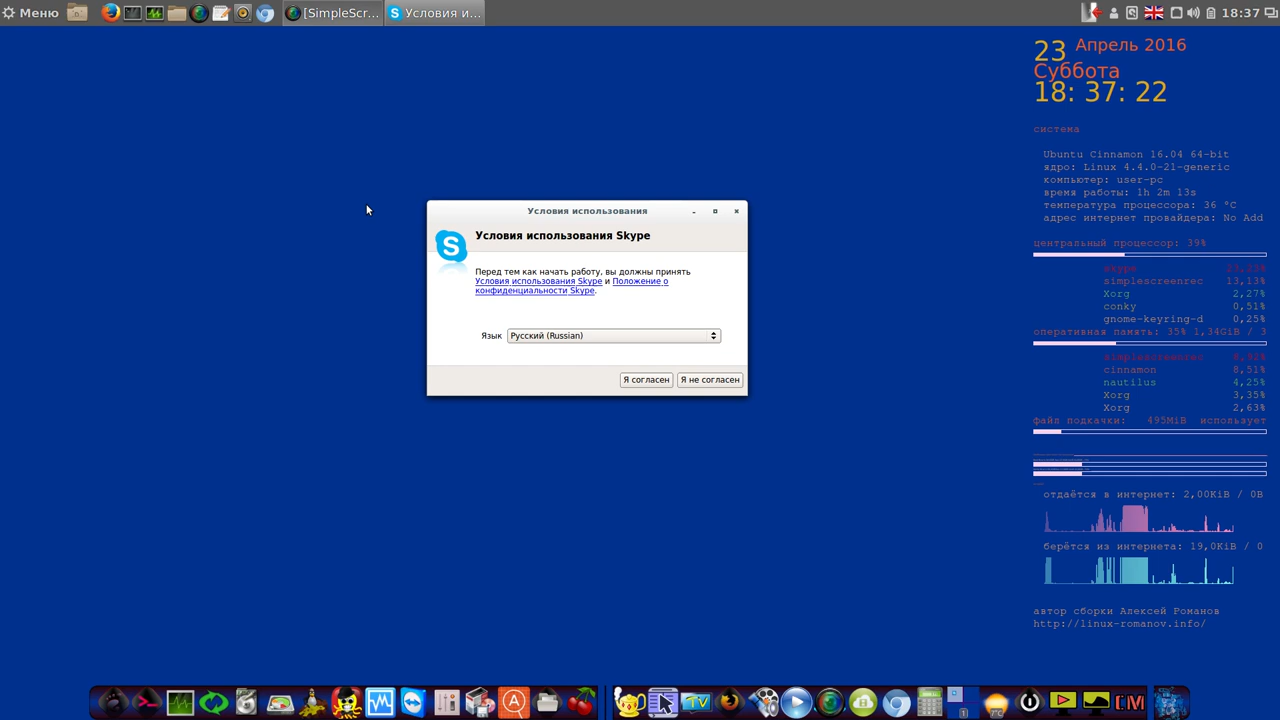 Меню
[SimpleScr...
Условия и...
18:37
23 Апрель 2016
Суббота
18: 37: 22
система
Ubuntu Cinnamon 16.04 64-bit
ядро: Linux 4.4.0-21-generic
компьютер: user-pc
время работы: 1h 2m 13s
температура процессора: 36 °C
адрес интернет провайдера: No Add
центральный процессор: 39%
skype 23,23%
simplescreenrec 13,13%
Xorg 2,27%
conky 0,51%
gnome-keyring-d 0,25%
оперативная память: 35% 1,34GiB / 3
simplescreenrec 8,92%
cinnamon 8,51%
nautilus 4,25%
Xorg 3,35%
Xorg 2,63%
файл подкачки: 495MiB использует
отдаётся в интернет: 2,00KiB / 0B
берётся из интернета: 19,0KiB / 0
автор сборки Алексей Романов
http://linux-romanov.info/
Условия использования
Условия использования Skype
Перед тем как начать работу, вы должны принять
Условия использования Skype и Положение о
конфиденциальности Skype.
Язык Русский (Russian)
Я согласен Я не согласен